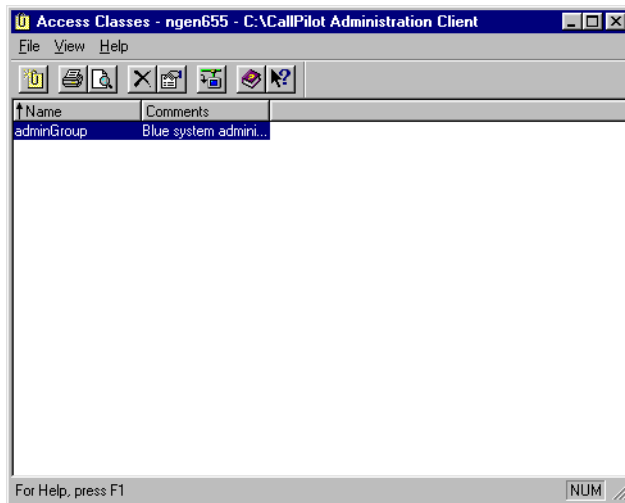 Access Classes - ngen655 - C:\CallPilot Administration Client
File View Help
Name Comments
adminGroup Blue system admini...
For Help, press F1 NUM